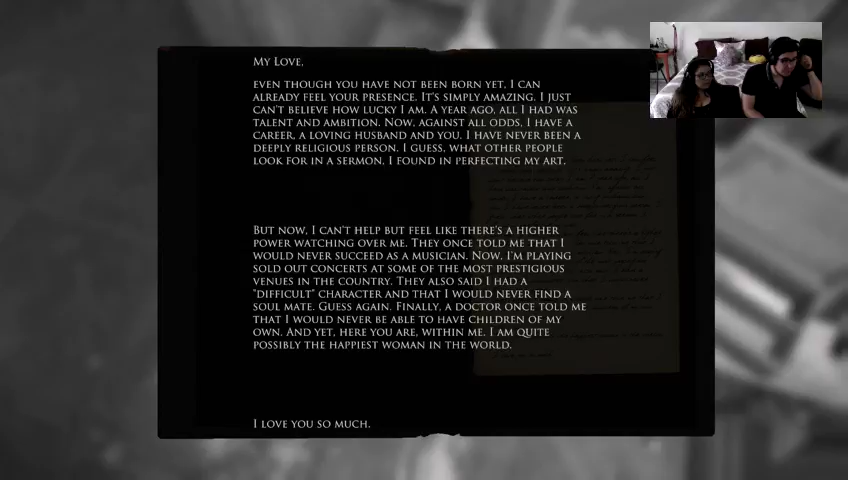 My Love,
even though you have not been born yet, I can
already feel your presence. It's simply amazing. I just
can't believe how lucky I am. A year ago, all I had was
talent and ambition. Now, against all odds, I have a
career, a loving husband and you. I have never been a
deeply religious person. I guess, what other people
look for in a sermon, I found in perfecting my art.
But now, I can't help but feel like there's a higher
power watching over me. They once told me that I
would never succeed as a musician. Now, I'm playing
sold out concerts at some of the most prestigious
venues in the country. They also said I had a
"difficult" character and that I would never find a
soul mate. Guess again. Finally, a doctor once told me
that I would never be able to have children of my
own. And yet, here you are, within me. I am quite
possibly the happiest woman in the world.
I love you so much.